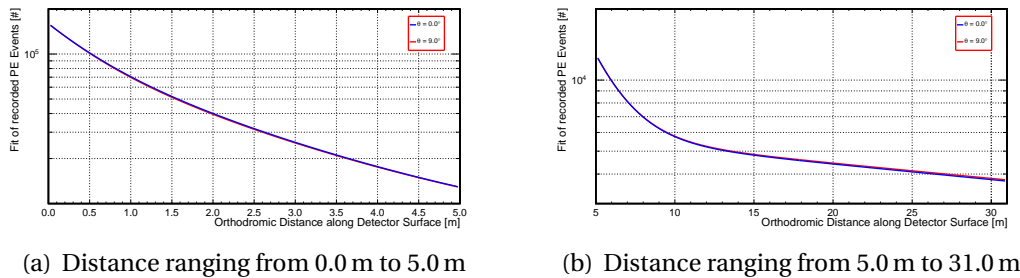 Fit of recorded PE Events [#]
10⁵
θ = 0.0°
θ = 9.0°
0.0 0.5 1.0 1.5 2.0 2.5 3.0 3.5 4.0 4.5 5.0
Orthodromic Distance along Detector Surface [m]
(a) Distance ranging from 0.0 m to 5.0 m
Fit of recorded PE Events [#]
10⁴
θ = 0.0°
θ = 9.0°
5 10 15 20 25 30
Orthodromic Distance along Detector Surface [m]
(b) Distance ranging from 5.0 m to 31.0 m